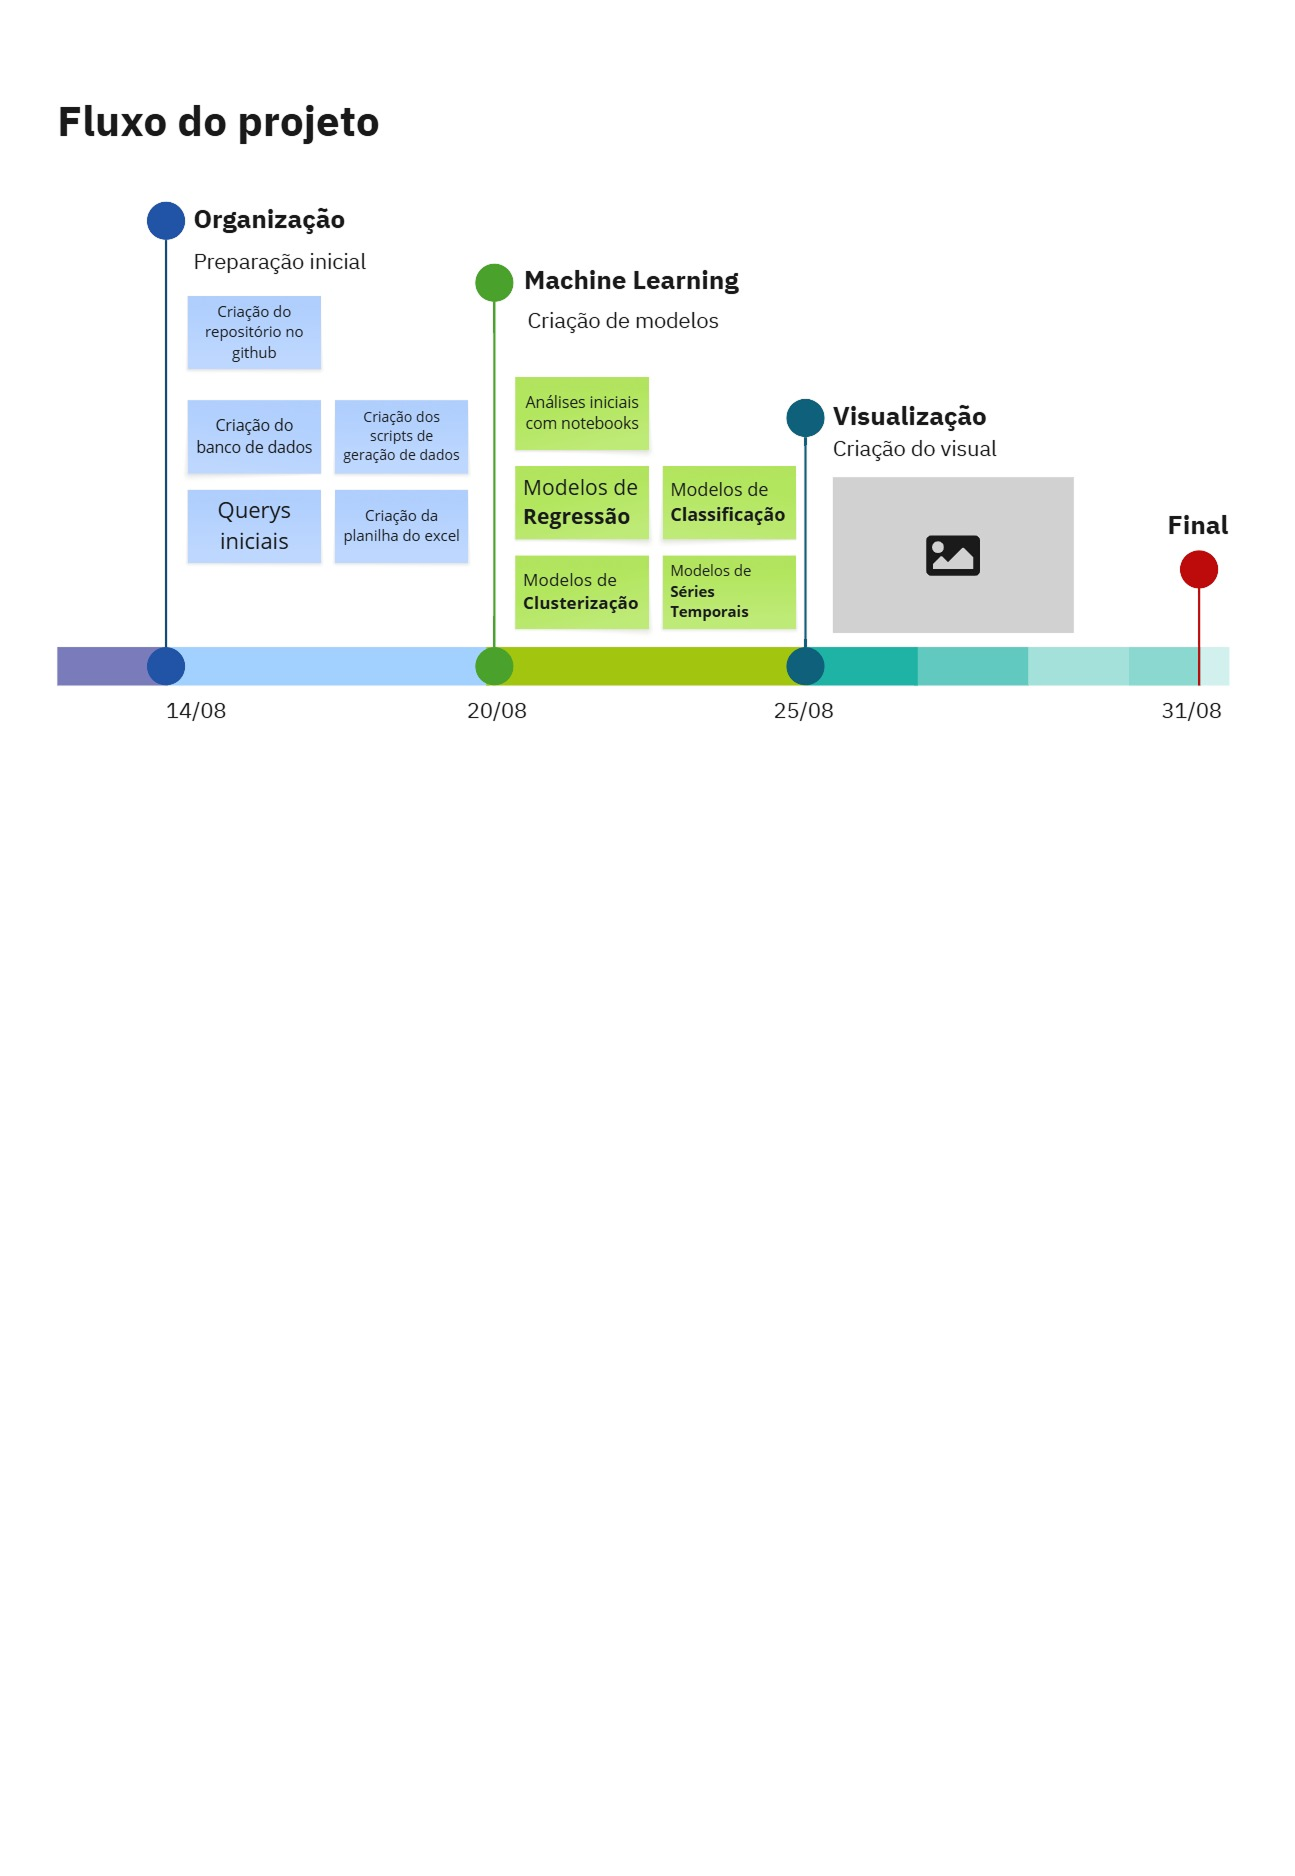 Fluxo do projeto
Organização
Preparação inicial
Criação do
repositório no
github
Criação do
banco de dados
Criação dos
scripts de
geração de dados
Querys
iniciais
Criação da
planilha do excel
Machine Learning
Criação de modelos
Análises iniciais
com notebooks
Modelos de
Regressão
Modelos de
Classificação
Modelos de
Clusterização
Modelos de
Séries
Temporais
Visualização
Criação do visual
Final
14/08
20/08
25/08
31/08